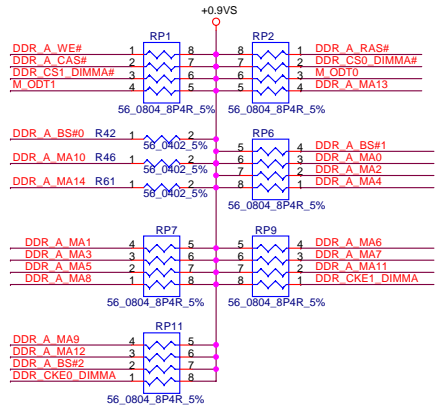 +0.9VS
RP1 RP2
DDR_A_WE# 1 8 8 1 DDR_A_RAS#
DDR_A_CAS# 2 7 7 2 DDR_CS0_DIMMA#
DDR_CS1_DIMMA# 3 6 6 3 M_ODT0
M_ODT1 4 5 5 4 DDR_A_MA13
56_0804_8P4R_5% 56_0804_8P4R_5%
DDR_A_BS#0 R42 1 2
56_0402_5%
RP6
5 4 DDR_A_BS#1
DDR_A_MA10 R46 1 2 6 3 DDR_A_MA0
56_0402_5%
7 2 DDR_A_MA2
DDR_A_MA14 R61 1 2 8 1 DDR_A_MA4
56_0402_5% 56_0804_8P4R_5%
RP7 RP9
DDR_A_MA1 4 5 5 4 DDR_A_MA6
DDR_A_MA3 3 6 6 3 DDR_A_MA7
DDR_A_MA5 2 7 7 2 DDR_A_MA11
DDR_A_MA8 1 8 8 1 DDR_CKE1_DIMMA
56_0804_8P4R_5% 56_0804_8P4R_5%
RP11
DDR_A_MA9 4 5
DDR_A_MA12 3 6
DDR_A_BS#2 2 7
DDR_CKE0_DIMMA 1 8
56_0804_8P4R_5%